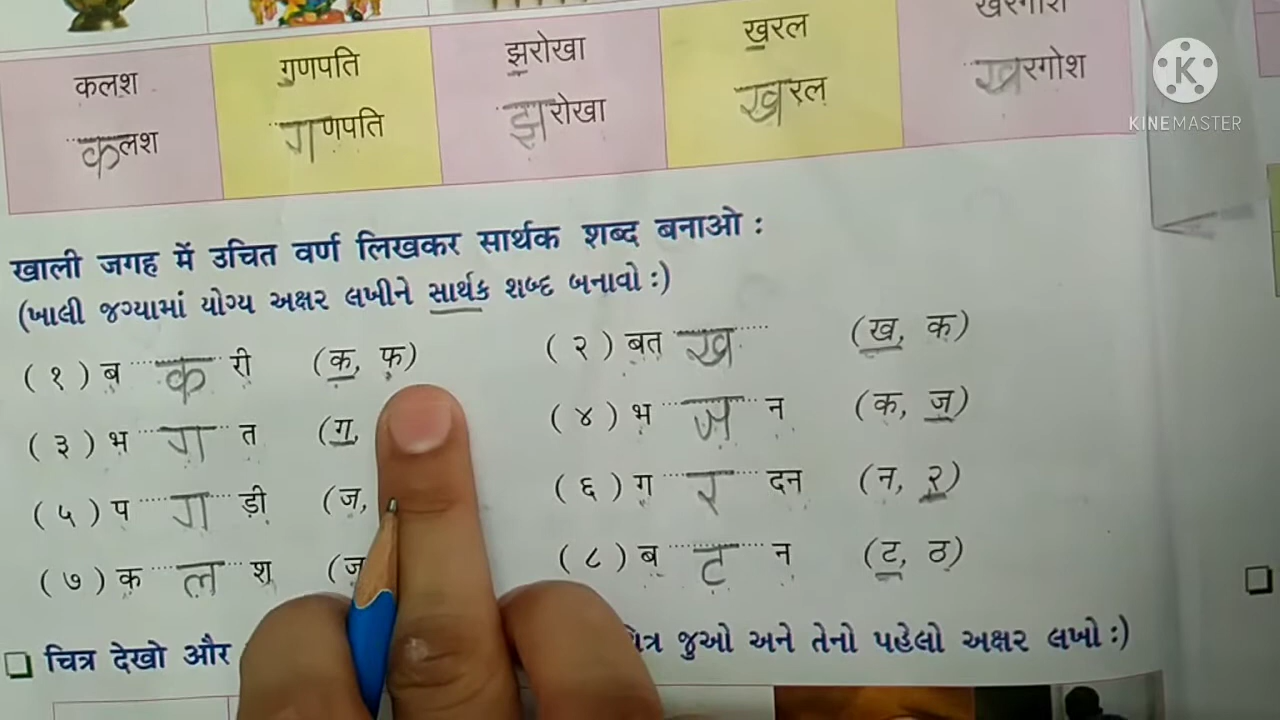 कलश गणपति झरोखा खरल खरगोश
कलश गणपति झरोखा खरल खरगोश
KINEMASTER
खाली जगह में उचित वर्ण लिखकर सार्थक शब्द बनाओ :
(ખાલી જગ્યામાં યોગ્ય અક્ષર લખીને સાર્થક શબ્દ બનાવો :)
(१) ब क री (क, फ) (२) बत ख (ख, क)
(३) भ ग त (ग, (४) भ ज न (क, ज)
(५) प ग ड़ी (ज, (६) ग र दन (न, र)
(७) क ल श (ज (८) ब ट न (ट, ठ)
चित्र देखो और ચિત્ર જુઓ અને તેનો પહેલો અક્ષર લખો :)